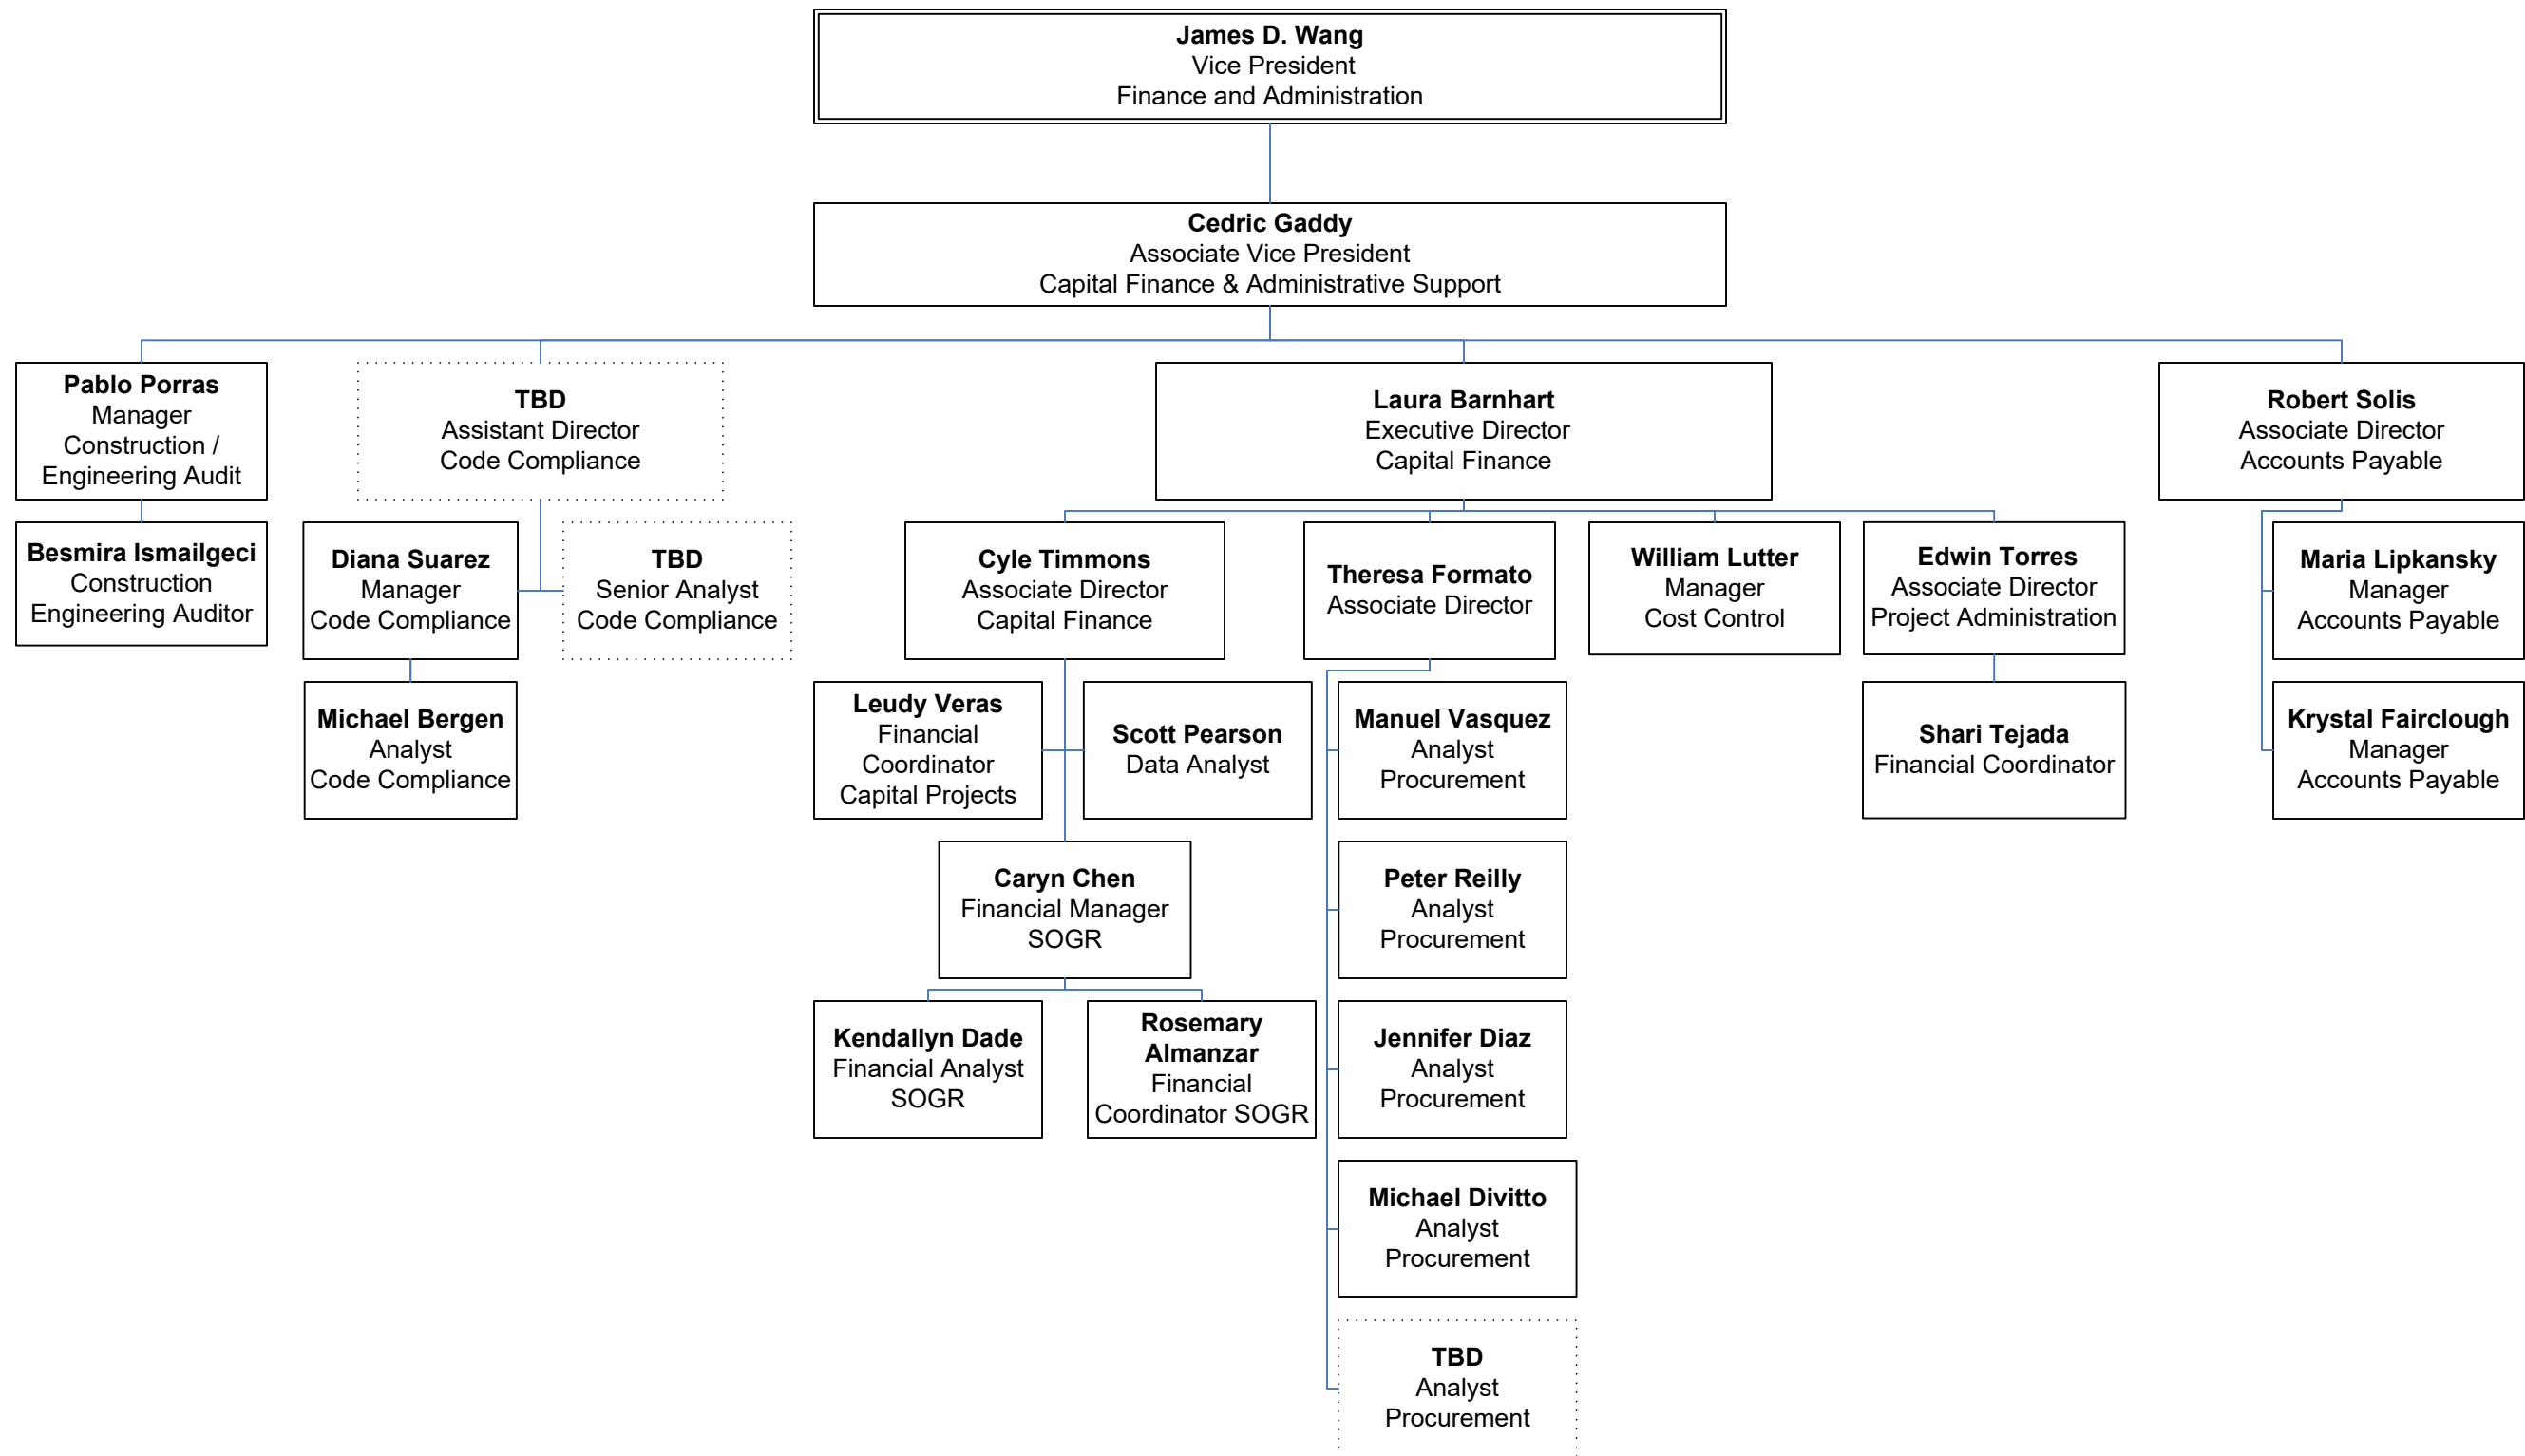 James D. Wang
Vice President
Finance and Administration
Cedric Gaddy
Associate Vice President
Capital Finance & Administrative Support
Pablo Porras
Manager
Construction /
Engineering Audit
TBD
Assistant Director
Code Compliance
Laura Barnhart
Executive Director
Capital Finance
Robert Solis
Associate Director
Accounts Payable
Besmira Ismailgeci
Construction
Engineering Auditor
Diana Suarez
Manager
Code Compliance
TBD
Senior Analyst
Code Compliance
Cyle Timmons
Associate Director
Capital Finance
Theresa Formato
Associate Director
William Lutter
Manager
Cost Control
Edwin Torres
Associate Director
Project Administration
Maria Lipkansky
Manager
Accounts Payable
Michael Bergen
Analyst
Code Compliance
Leudy Veras
Financial
Coordinator
Capital Projects
Scott Pearson
Data Analyst
Manuel Vasquez
Analyst
Procurement
Shari Tejada
Financial Coordinator
Krystal Fairclough
Manager
Accounts Payable
Caryn Chen
Financial Manager
SOGR
Peter Reilly
Analyst
Procurement
Kendallyn Dade
Financial Analyst
SOGR
Rosemary
Almanzar
Financial
Coordinator SOGR
Jennifer Diaz
Analyst
Procurement
Michael Divitto
Analyst
Procurement
TBD
Analyst
Procurement